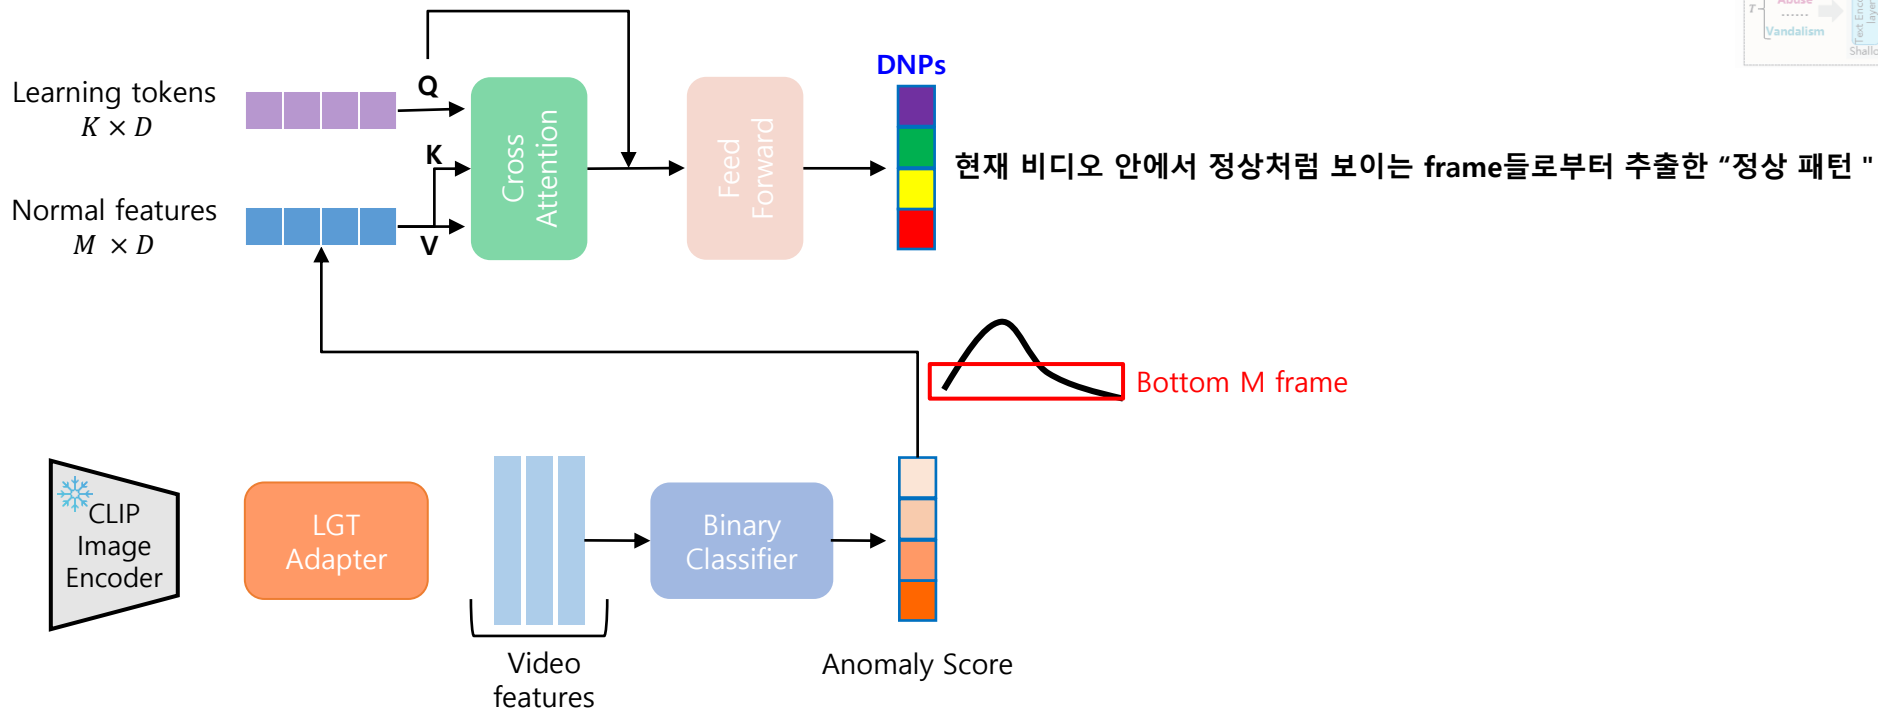 Abuse
T
......
Vandalism
DNPs
Learning tokens
K × D
Q
K
V
Cross
Attention
Feed
Forward
현재 비디오 안에서 정상처럼 보이는 frame들로부터 추출한 “정상 패턴 "
Normal features
M × D
Bottom M frame
CLIP
Image
Encoder
LGT
Adapter
Binary
Classifier
Video
features
Anomaly Score